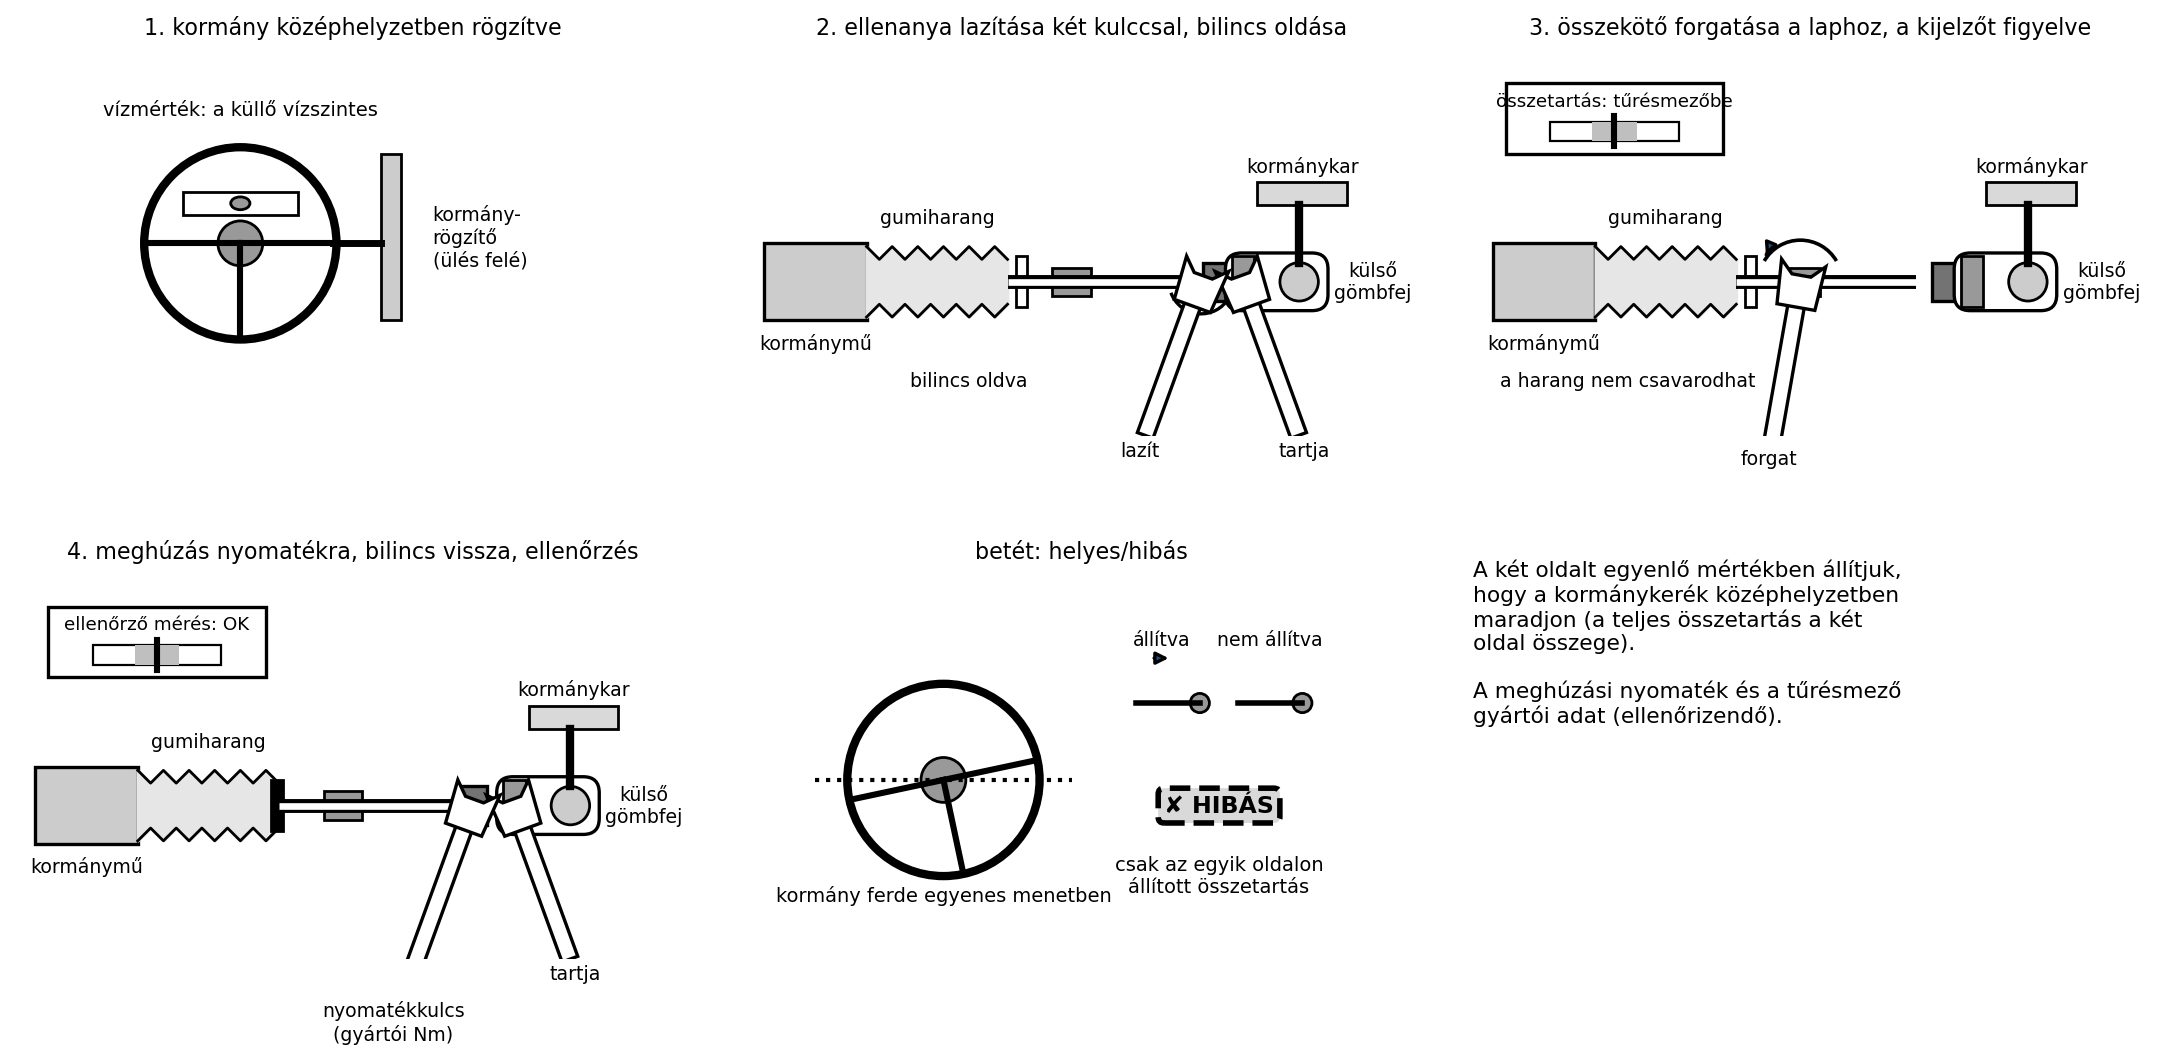 1. kormány középhelyzetben rögzítve
vízmérték: a küllő vízszintes
kormány-
rögzítő
(ülés felé)
2. ellenanya lazítása két kulccsal, bilincs oldása
kormánykar
gumiharang
külső
gömbfej
kormánymű
bilincs oldva
lazít
tartja
3. összekötő forgatása a laphoz, a kijelzőt figyelve
összetartás: tűrésmezőbe
kormánykar
gumiharang
külső
gömbfej
kormánymű
a harang nem csavarodhat
forgat
4. meghúzás nyomatékra, bilincs vissza, ellenőrzés
ellenőrző mérés: OK
kormánykar
gumiharang
külső
gömbfej
kormánymű
tartja
nyomatékkulcs
(gyártói Nm)
betét: helyes/hibás
állítva
nem állítva
✘ HIBÁS
csak az egyik oldalon
állított összetartás
kormány ferde egyenes menetben
A két oldalt egyenlő mértékben állítjuk,
hogy a kormánykerék középhelyzetben
maradjon (a teljes összetartás a két
oldal összege).
A meghúzási nyomaték és a tűrésmező
gyártói adat (ellenőrizendő).